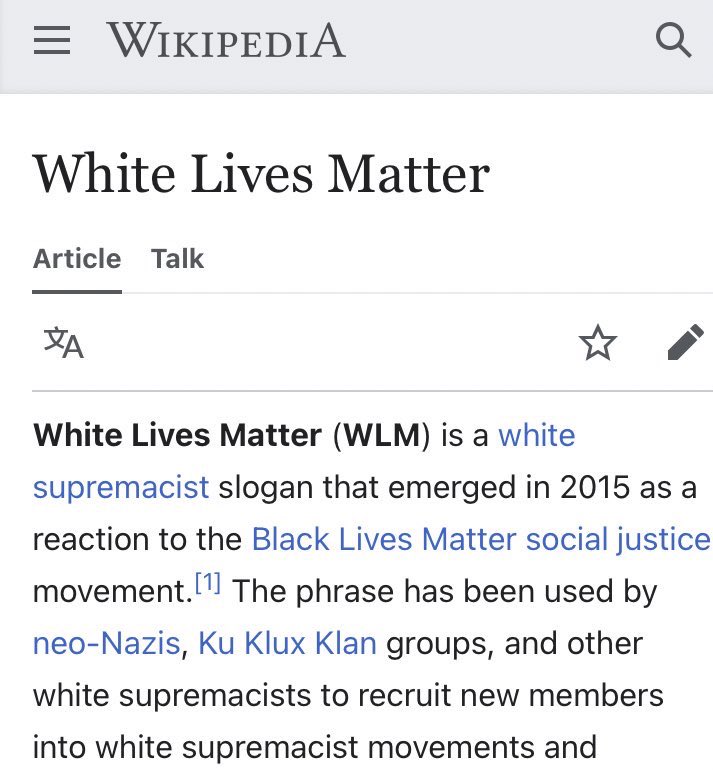 WIKIPEDIA
White Lives Matter
Article Talk
文A
White Lives Matter (WLM) is a white
supremacist slogan that emerged in 2015 as a
reaction to the Black Lives Matter social justice
movement.[1] The phrase has been used by
neo-Nazis, Ku Klux Klan groups, and other
white supremacists to recruit new members
into white supremacist movements and